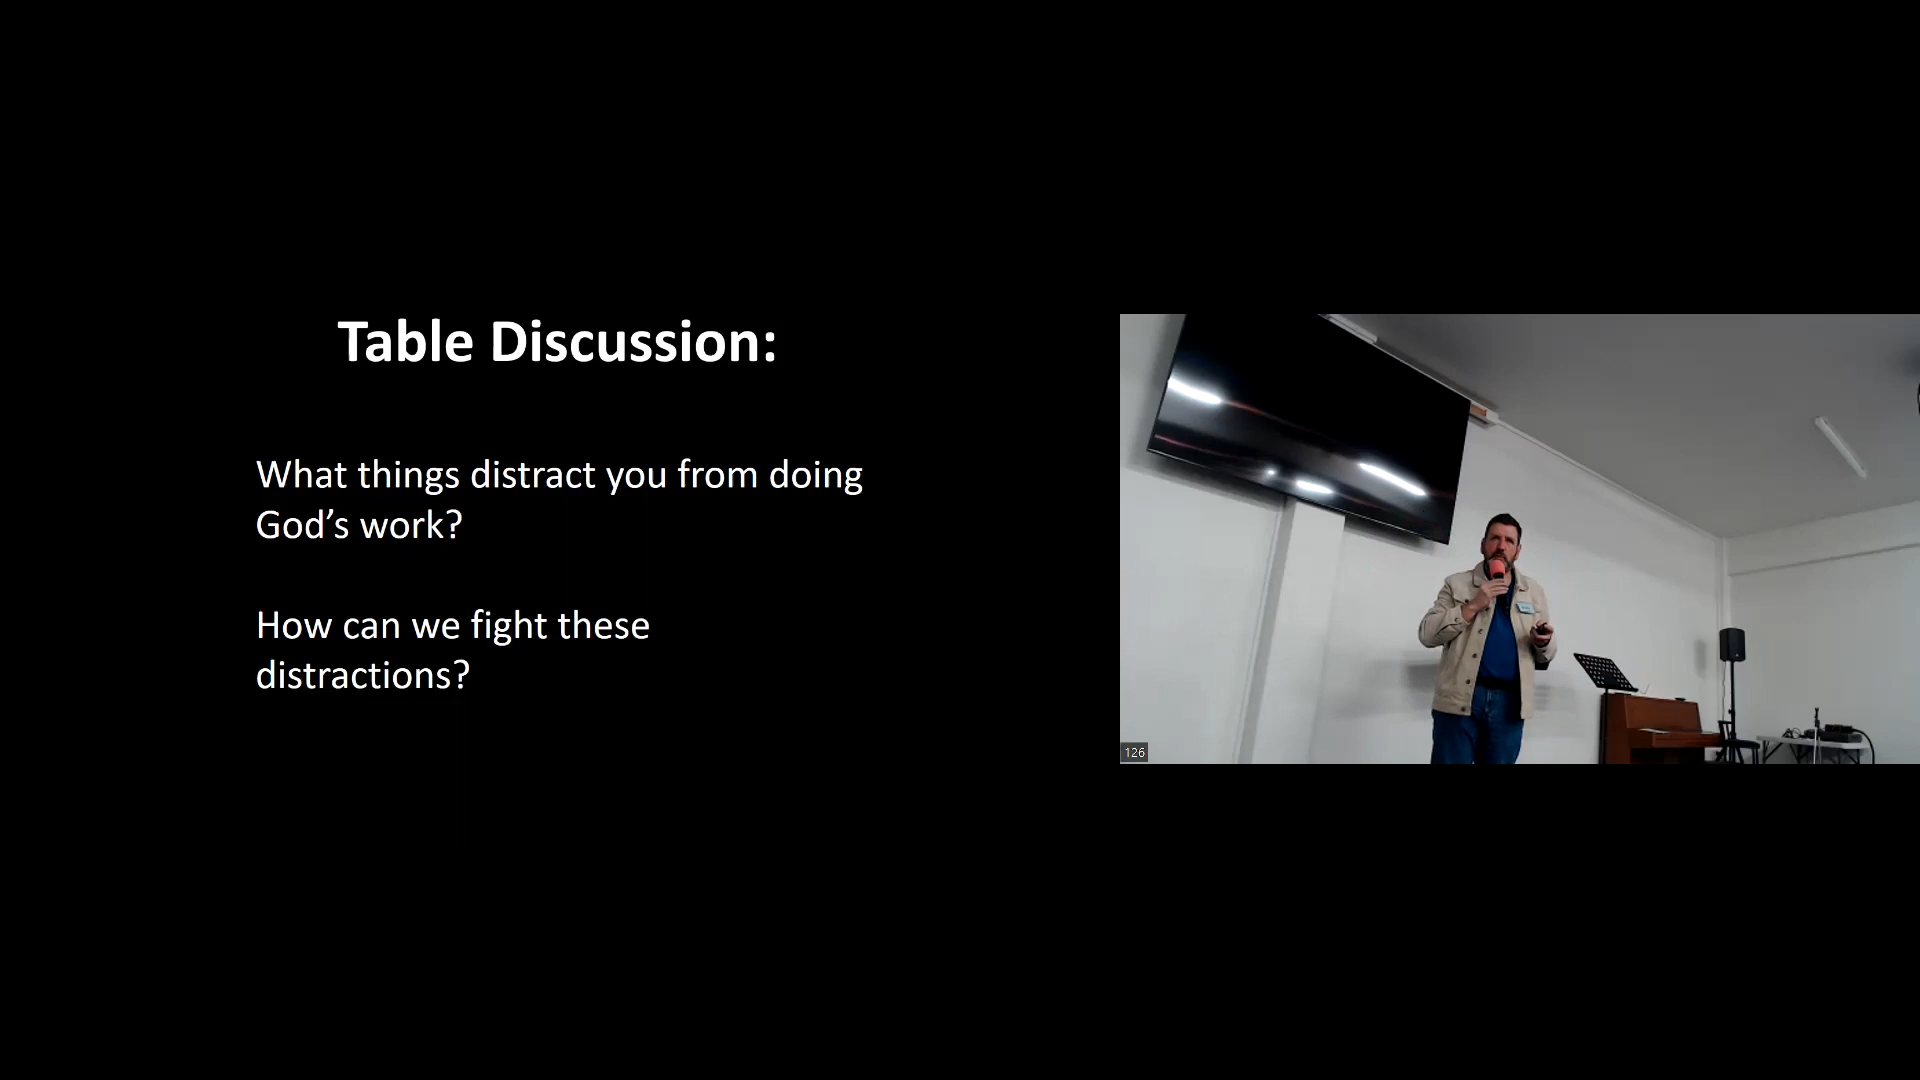 Table Discussion:
What things distract you from doing
God’s work?
How can we fight these
distractions?
126